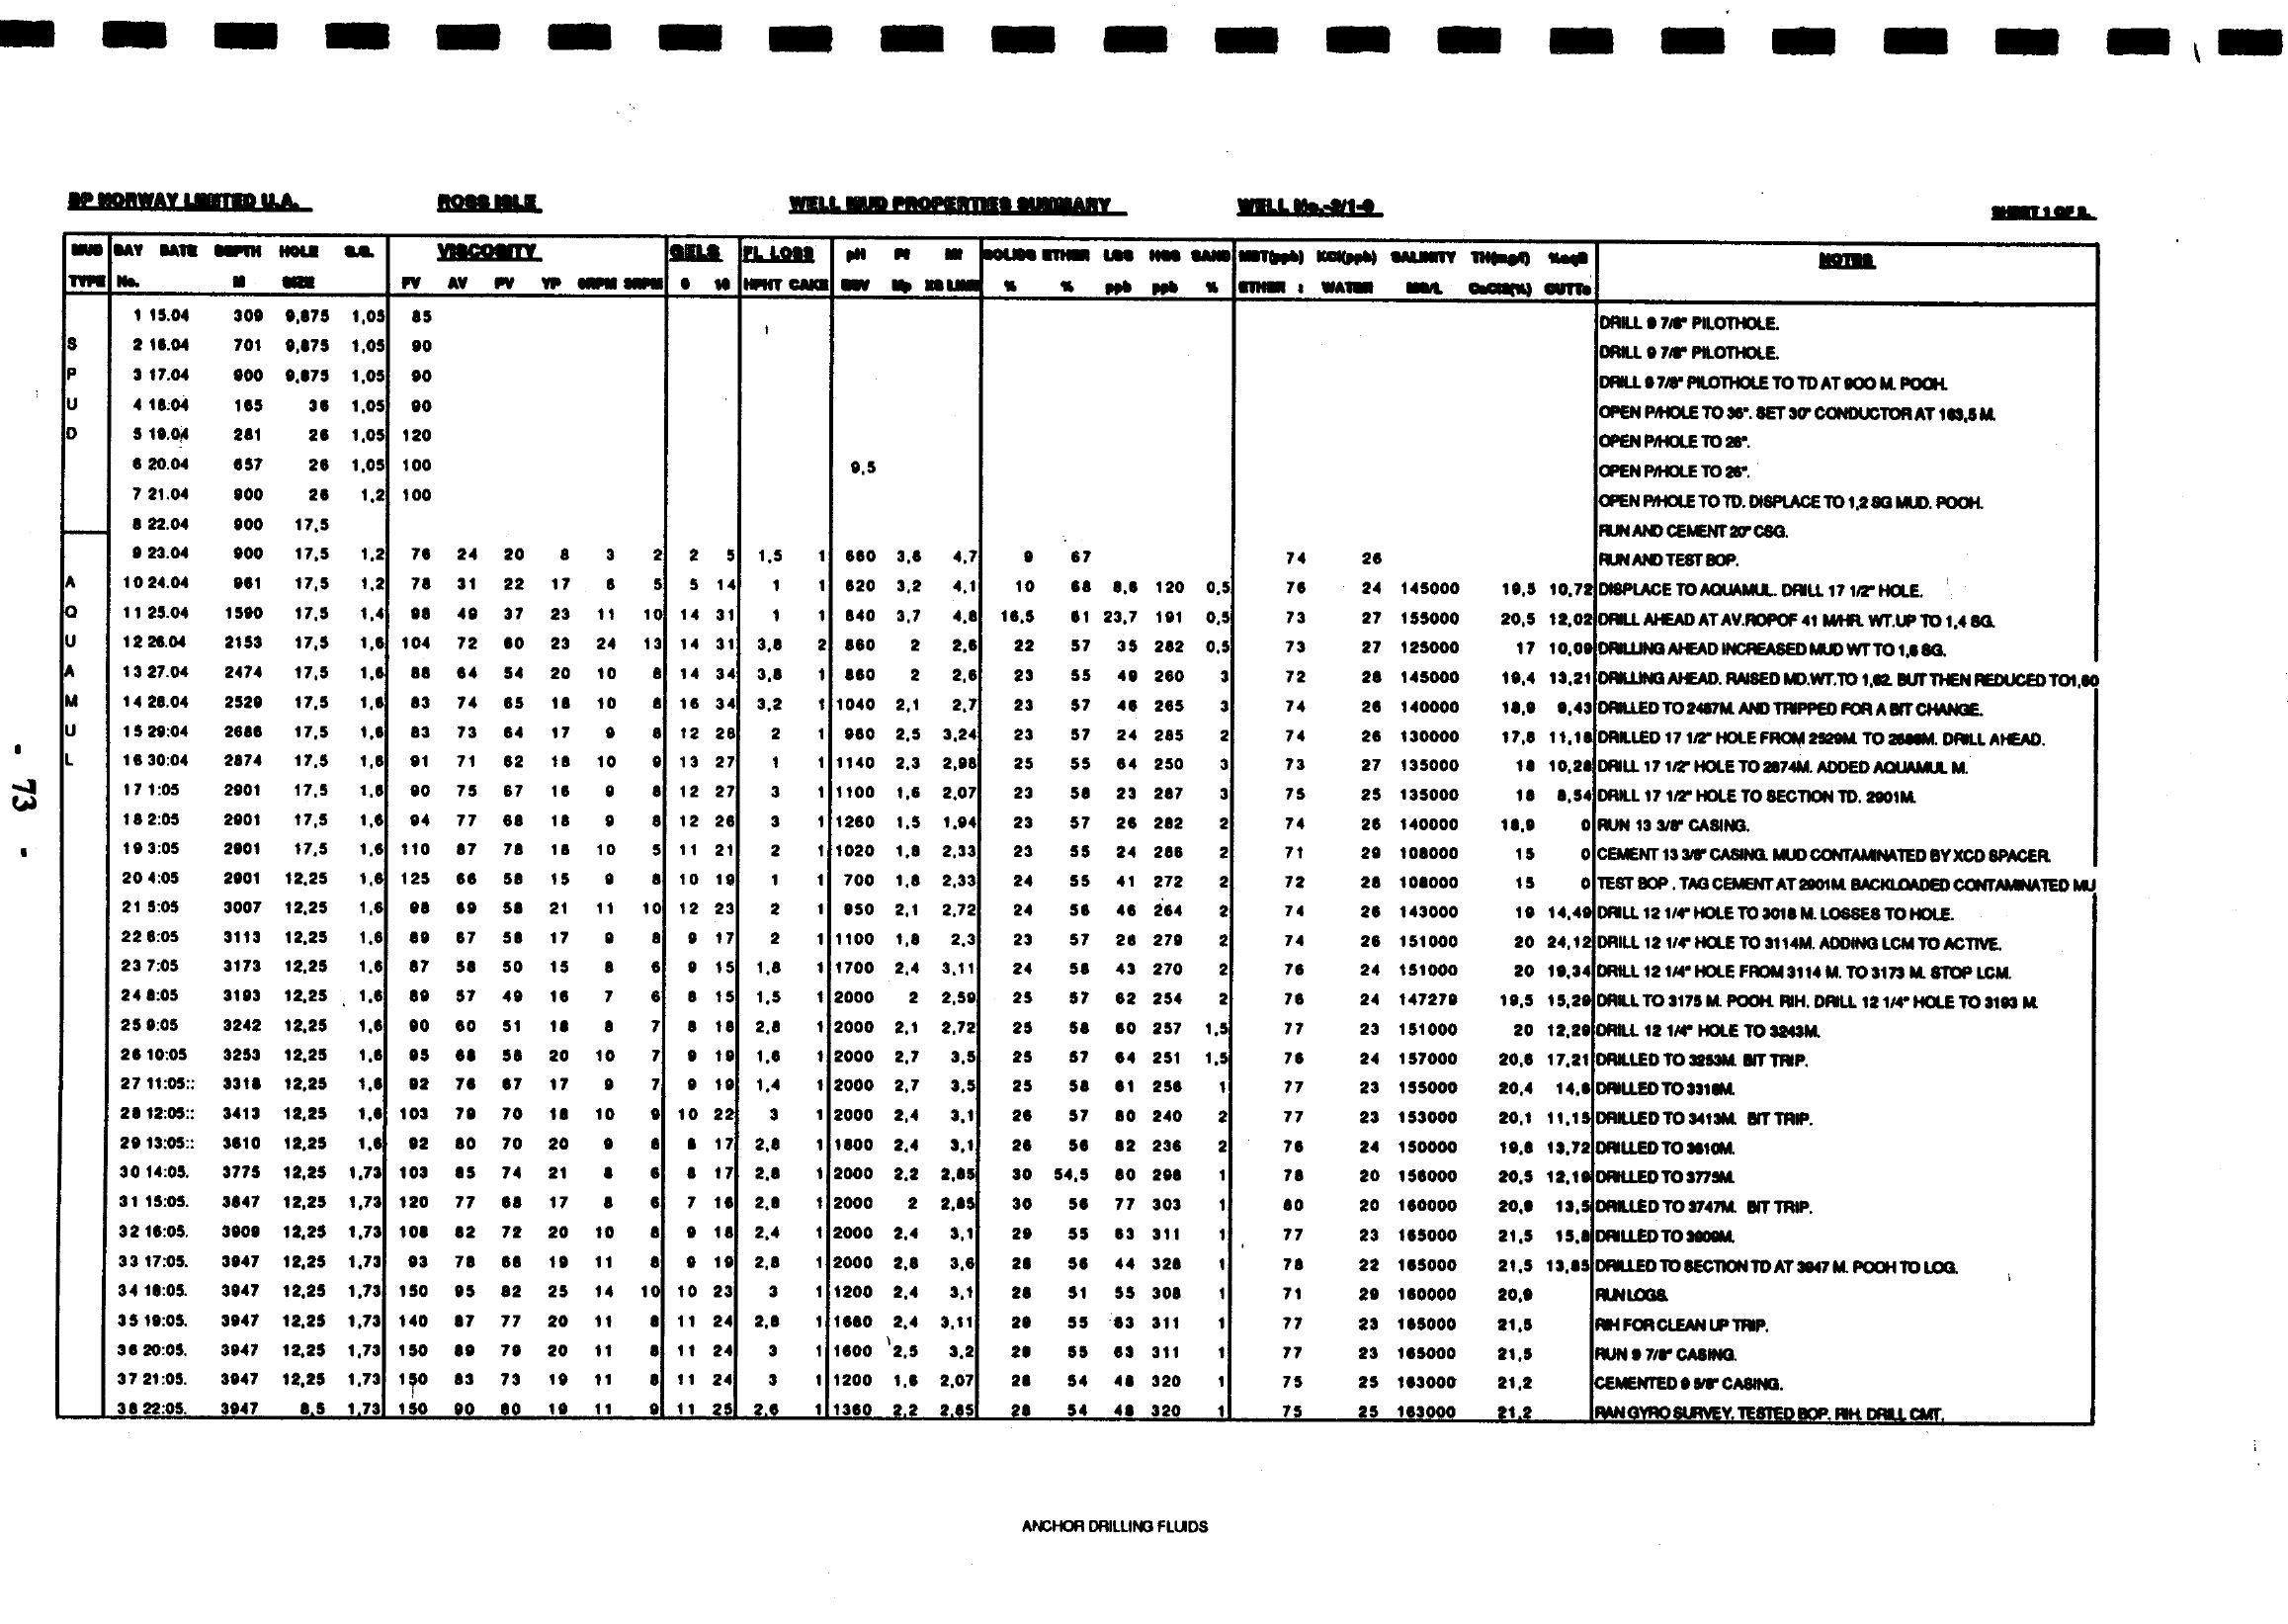 BP NORWAY LIMITED U.A. ROSS ISLE WELL MUD PROPERTIES SUMMARY WELL No.-2/1-9
SHEET 1 OF 2.
MUD DAY DATE DEPTH HOLE S.G. VISCOSITY GELS FL LOSS pH Pf Mf SOLIDS ETHER LGS HGS SAND MBT(ppb) KCl(ppb) SALINITY TH(mg/l) %eqB NOTES
TYPE No. M SIZE FV AV PV YP 6RPM 3RPM 0 10 HPHT CAKE Mp XS LIME % % ppb ppb % ETHER : WATER MG/L CaCl2(%) CUTTs
1 15.04 309 9,875 1,05 85 DRILL 9 7/8" PILOTHOLE.
S 2 16.04 701 9,875 1,05 90 DRILL 9 7/8" PILOTHOLE.
P 3 17.04 900 9,875 1,05 90 DRILL 9 7/8" PILOTHOLE TO TD AT 900 M. POOH.
U 4 18.04 165 36 1,05 90 OPEN P/HOLE TO 36". SET 30" CONDUCTOR AT 163,5 M.
D 5 19.04 281 26 1,05 120 OPEN P/HOLE TO 26".
6 20.04 657 26 1,05 100 9,5 OPEN P/HOLE TO 26".
7 21.04 900 26 1,2 100 OPEN P/HOLE TO TD. DISPLACE TO 1,2 SG MUD. POOH.
8 22.04 900 17,5 RUN AND CEMENT 20" CSG.
9 23.04 900 17,5 1,2 76 24 20 8 3 2 2 5 1,5 1 660 3,6 4,7 9 67 74 26 RUN AND TEST BOP.
A 10 24.04 961 17,5 1,2 78 31 22 17 6 5 5 14 1 1 620 3,2 4,1 10 68 8,6 120 0,5 76 24 145000 19,5 10,72 DISPLACE TO AQUAMUL. DRILL 17 1/2" HOLE.
Q 11 25.04 1590 17,5 1,4 98 49 37 23 11 10 14 31 1 1 840 3,7 4,8 16,5 61 23,7 191 0,5 73 27 155000 20,5 12,02 DRILL AHEAD AT AV.ROPOF 41 M/HR. WT.UP TO 1,4 SG.
U 12 26.04 2153 17,5 1,6 104 72 60 23 24 13 14 31 3,8 2 860 2 2,6 22 57 35 282 0,5 73 27 125000 17 10,09 DRILLING AHEAD INCREASED MUD WT TO 1,6 SG.
A 13 27.04 2474 17,5 1,6 88 64 54 20 10 8 14 34 3,8 1 860 2 2,6 23 55 49 260 3 72 28 145000 19,4 13,21 DRILLING AHEAD. RAISED MD.WT.TO 1,62. BUT THEN REDUCED TO1,60
M 14 28.04 2529 17,5 1,6 83 74 65 18 10 8 16 34 3,2 1 1040 2,1 2,7 23 57 46 265 3 74 26 140000 18,9 9,43 DRILLED TO 2487M. AND TRIPPED FOR A BIT CHANGE.
U 15 29:04 2686 17,5 1,6 83 73 64 17 9 8 12 28 2 1 960 2,5 3,24 23 57 24 285 2 74 26 130000 17,8 11,18 DRILLED 17 1/2" HOLE FROM 2529M. TO 2686M. DRILL AHEAD.
L 16 30:04 2874 17,5 1,6 91 71 62 18 10 9 13 27 1 1 1140 2,3 2,98 25 55 64 250 3 73 27 135000 18 10,28 DRILL 17 1/2" HOLE TO 2874M. ADDED AQUAMUL M.
17 1:05 2901 17,5 1,6 90 75 67 16 9 8 12 27 3 1 1100 1,6 2,07 23 58 23 287 3 75 25 135000 18 8,54 DRILL 17 1/2" HOLE TO SECTION TD. 2901M.
18 2:05 2901 17,5 1,6 94 77 68 18 9 8 12 26 3 1 1260 1,5 1,94 23 57 26 282 2 74 26 140000 18,9 0 RUN 13 3/8" CASING.
19 3:05 2901 17,5 1,6 110 87 78 18 10 5 11 21 2 1 1020 1,8 2,33 23 55 24 286 2 71 29 108000 15 0 CEMENT 13 3/8" CASING. MUD CONTAMINATED BY XCD SPACER.
20 4:05 2901 12,25 1,6 125 66 58 15 9 8 10 19 1 1 700 1,8 2,33 24 55 41 272 2 72 28 108000 15 0 TEST BOP . TAG CEMENT AT 2901M. BACKLOADED CONTAMINATED MU
21 5:05 3007 12,25 1,6 98 69 58 21 11 10 12 23 2 1 950 2,1 2,72 24 56 46 264 2 74 26 143000 19 14,49 DRILL 12 1/4" HOLE TO 3018 M. LOSSES TO HOLE.
22 6:05 3113 12,25 1.6 89 67 58 17 9 8 9 17 2 1 1100 1,8 2,3 23 57 26 279 2 74 26 151000 20 24,12 DRILL 12 1/4" HOLE TO 3114M. ADDING LCM TO ACTIVE.
23 7:05 3173 12,25 1,6 87 58 50 15 8 6 9 15 1,8 1 1700 2,4 3,11 24 58 43 270 2 76 24 151000 20 19,34 DRILL 12 1/4" HOLE FROM 3114 M. TO 3173 M. STOP LCM.
24 8:05 3193 12,25 1,6 89 57 49 16 7 6 8 15 1,5 1 2000 2 2,59 25 57 62 254 2 76 24 147279 19,5 15,29 DRILL TO 3175 M. POOH. RIH. DRILL 12 1/4" HOLE TO 3193 M.
25 9:05 3242 12,25 1,6 90 60 51 18 8 7 8 18 2,8 1 2000 2,1 2,72 25 58 60 257 1,5 77 23 151000 20 12,29 DRILL 12 1/4" HOLE TO 3243M.
26 10:05 3253 12,25 1,6 95 68 58 20 10 7 9 19 1,6 1 2000 2,7 3,5 25 57 64 251 1,5 76 24 157000 20,6 17,21 DRILLED TO 3253M. BIT TRIP.
27 11:05:: 3318 12,25 1,6 92 76 67 17 9 7 9 19 1,4 1 2000 2,7 3,5 25 58 61 256 1 77 23 155000 20,4 14,6 DRILLED TO 3318M.
28 12:05:: 3413 12,25 1,6 103 79 70 18 10 9 10 22 3 1 2000 2,4 3,1 26 57 80 240 2 77 23 153000 20,1 11,15 DRILLED TO 3413M. BIT TRIP.
29 13:05:: 3610 12,25 1,6 92 80 70 20 9 6 8 17 2,8 1 1800 2,4 3,1 26 56 82 236 2 76 24 150000 19,8 13,72 DRILLED TO 3610M.
30 14:05. 3775 12,25 1,73 103 85 74 21 8 6 8 17 2,8 1 2000 2,2 2,85 30 54,5 80 298 1 78 20 156000 20,5 12,19 DRILLED TO 3775M.
31 15:05. 3847 12,25 1,73 120 77 68 17 8 6 7 16 2,8 1 2000 2 2,85 30 56 77 303 1 80 20 160000 20,9 13,5 DRILLED TO 3747M. BIT TRIP.
32 16:05. 3909 12,25 1,73 108 82 72 20 10 8 9 18 2,4 1 2000 2,4 3,1 29 55 63 311 1 77 23 165000 21,5 15,8 DRILLED TO 3909M.
33 17:05. 3947 12,25 1,73 93 78 68 19 11 8 9 19 2,8 1 2000 2,8 3,6 28 56 44 328 1 78 22 165000 21,5 13,85 DRILLED TO SECTION TD AT 3947 M. POOH TO LOG.
34 18:05. 3947 12,25 1,73 150 95 82 25 14 10 10 23 3 1 1200 2,4 3,1 28 51 55 308 1 71 29 160000 20,9 RUN LOGS.
35 19:05. 3947 12,25 1,73 140 87 77 20 11 8 11 24 2,8 1 1680 2,4 3,11 29 55 63 311 1 77 23 165000 21,5 RIH FOR CLEAN UP TRIP.
36 20:05. 3947 12,25 1,73 150 89 79 20 11 8 11 24 3 1 1600 2,5 3,2 29 55 63 311 1 77 23 165000 21,5 RUN 9 7/8" CASING.
37 21:05. 3947 12,25 1,73 150 83 73 19 11 8 11 24 3 1 1200 1,6 2,07 28 54 48 320 1 75 25 163000 21,2 CEMENTED 9 5/8" CASING.
38 22:05. 3947 8,5 1,73 150 90 80 19 11 9 11 25 2,6 1 1360 2,2 2,85 28 54 48 320 1 75 25 163000 21,2 RAN GYRO SURVEY. TESTED BOP. RIH. DRILL CMT.
- 73 -
ANCHOR DRILLING FLUIDS